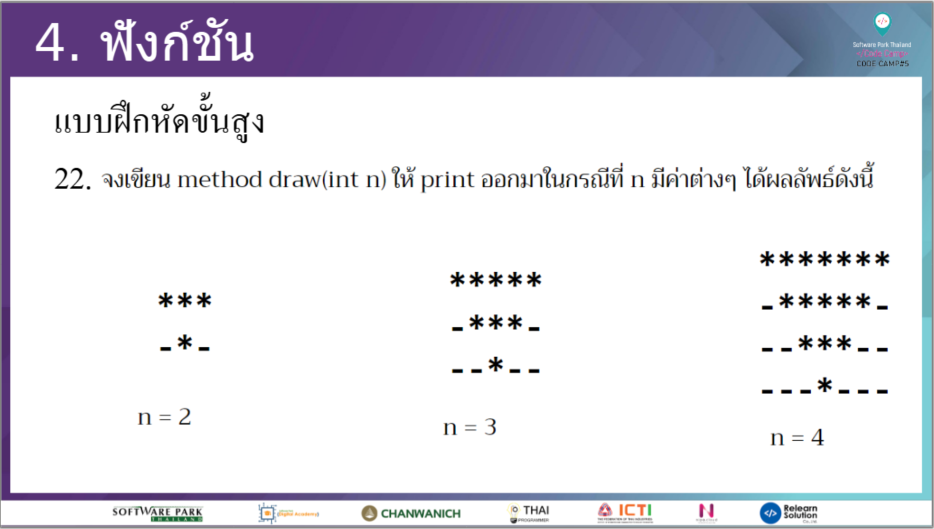 4. ฟังก์ชัน
Software Park Thailand
CODE CAMP#5
แบบฝึกหัดขั้นสูง
22. จงเขียน method draw(int n) ให้ print ออกมาในกรณีที่ n มีค่าต่างๆ ได้ผลลัพธ์ดังนี้
***
-*-
n = 2
*****
-***-
--*--
n = 3
*******
-*****-
--***--
---*---
n = 4
SOFTWARE PARK
THAILAND
Digital Academy
CHANWANICH
THAI
PROGRAMMER
ICTI
N
Relearn
Solution